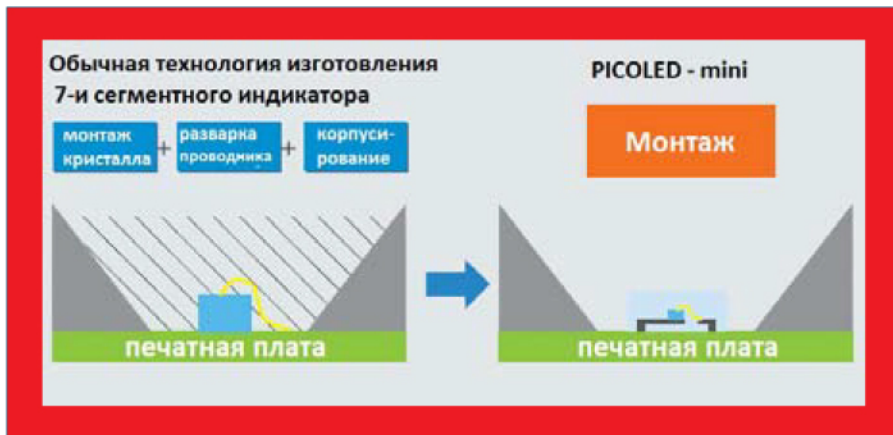 Обычная технология изготовления
7-и сегментного индикатора
монтаж
кристалла
+
разварка
проводника
+
корпуси-
рование
печатная плата
PICOLED - mini
Монтаж
печатная плата